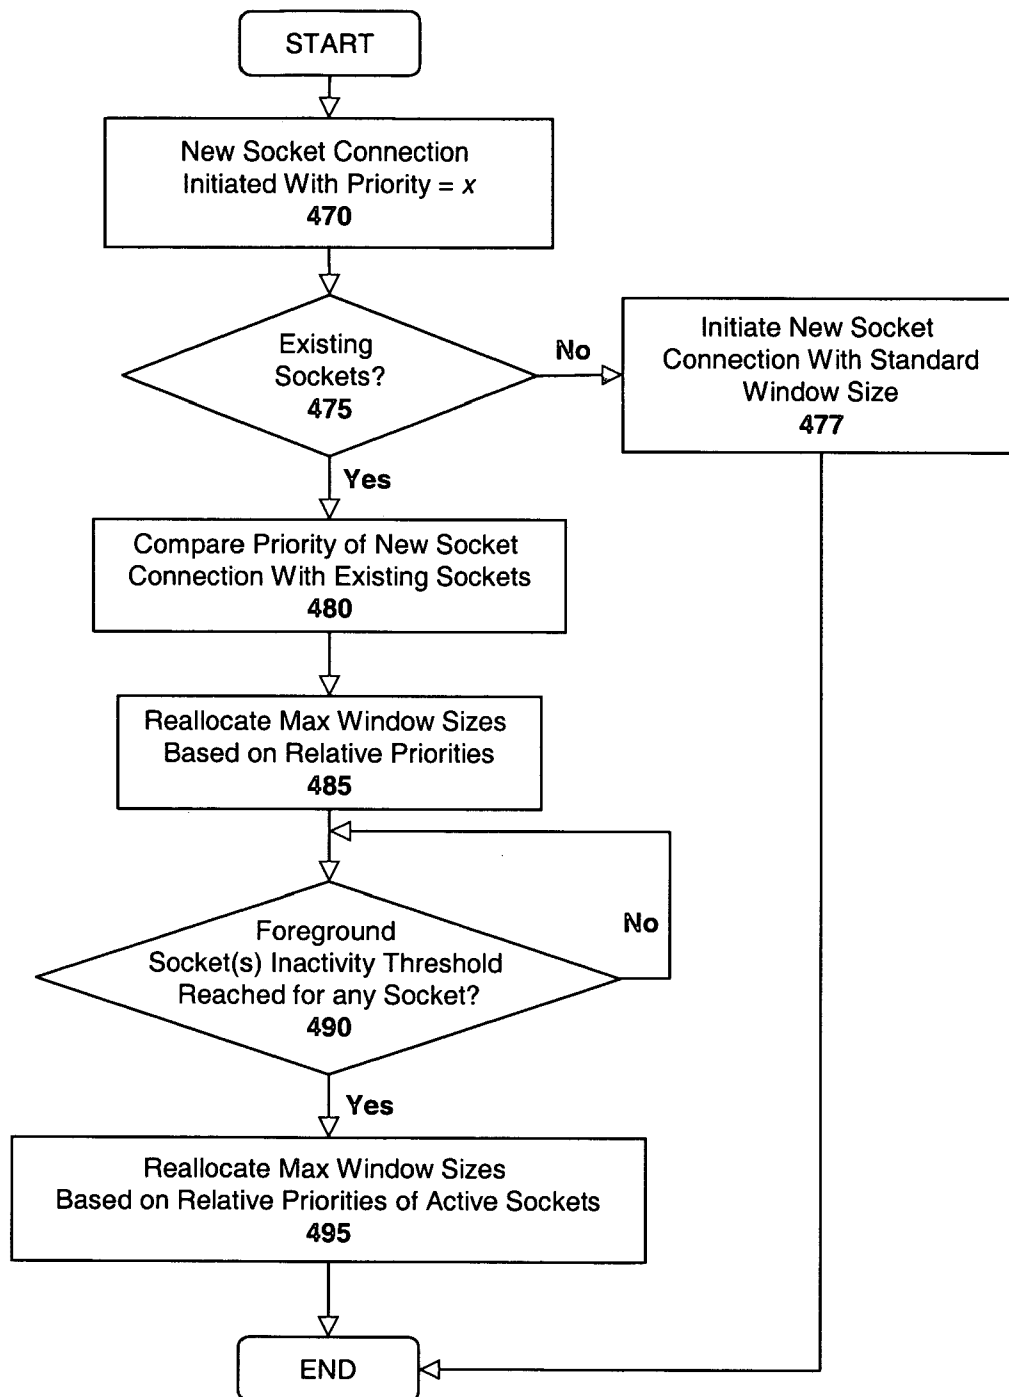 START
New Socket Connection
Initiated With Priority = x
470
Existing
Sockets?
475
No
Initiate New Socket
Connection With Standard
Window Size
477
Yes
Compare Priority of New Socket
Connection With Existing Sockets
480
Reallocate Max Window Sizes
Based on Relative Priorities
485
Foreground
Socket(s) Inactivity Threshold
Reached for any Socket?
490
No
Yes
Reallocate Max Window Sizes
Based on Relative Priorities of Active Sockets
495
END